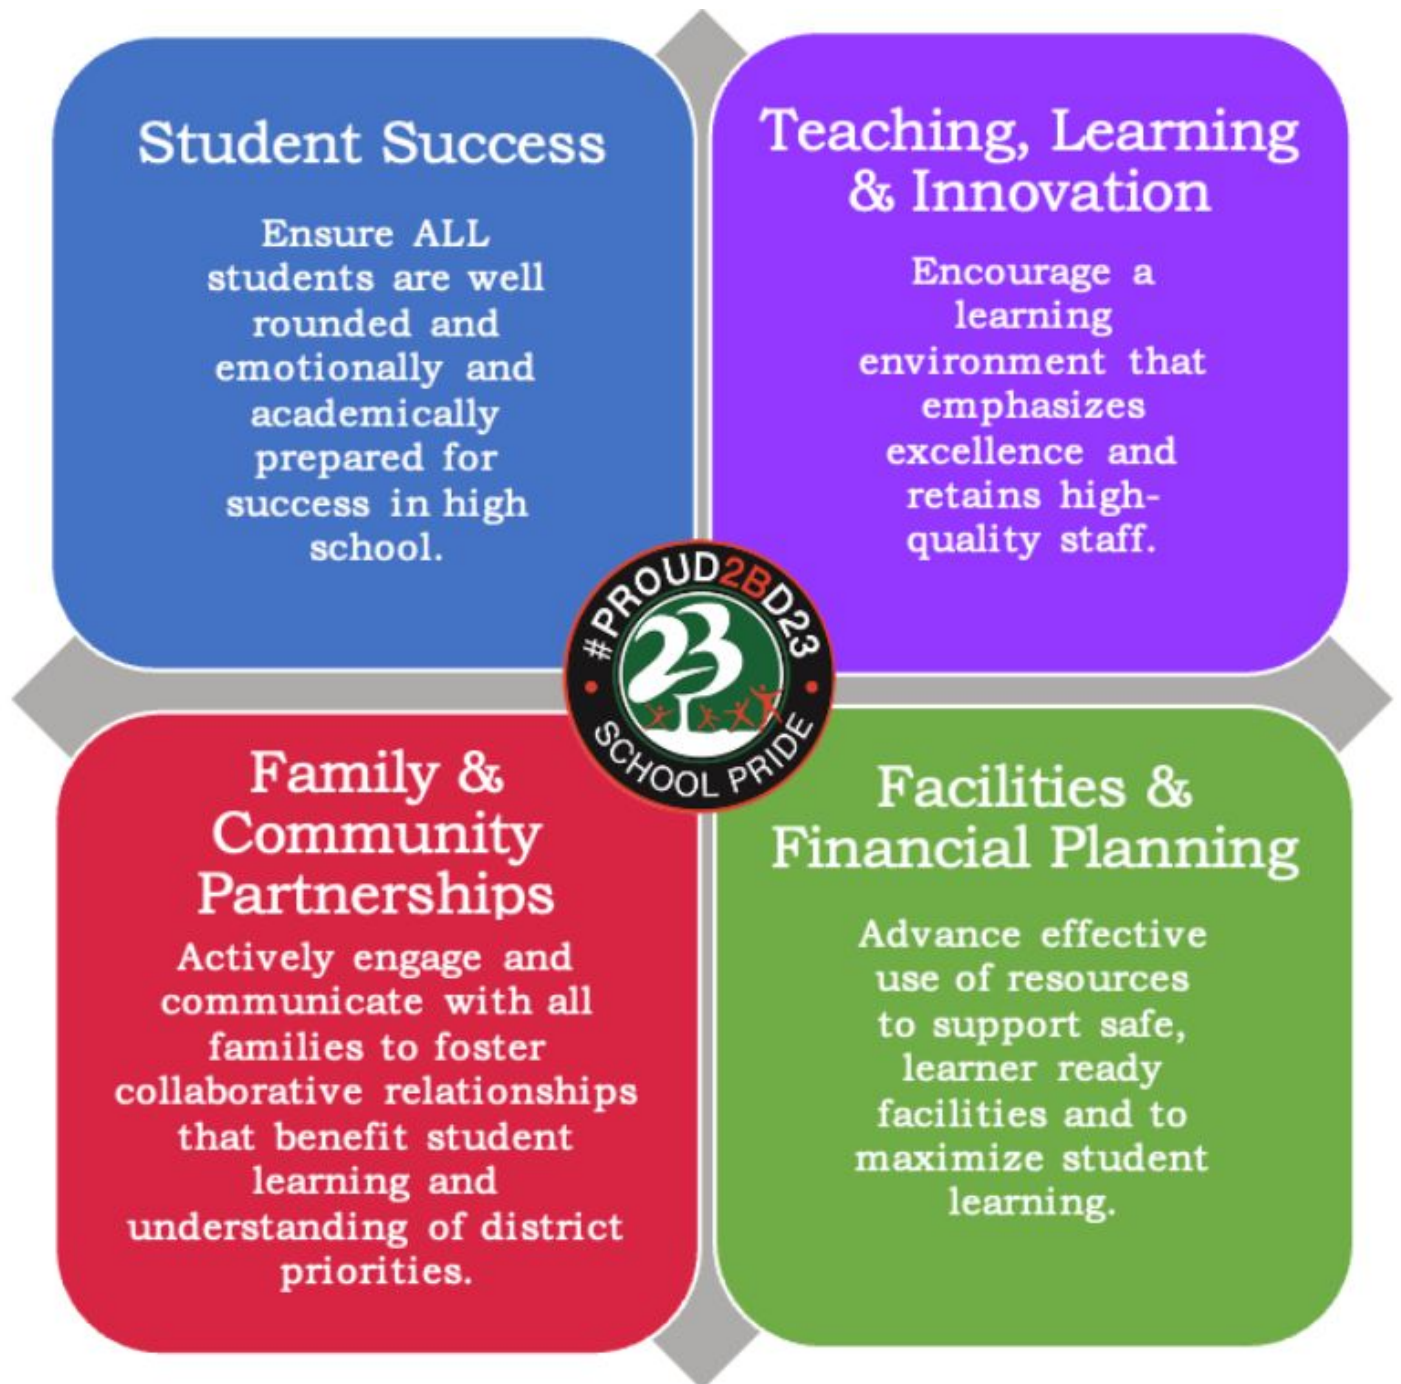 Student Success
Ensure ALL
students are well
rounded and
emotionally and
academically
prepared for
success in high
school.
Teaching, Learning
& Innovation
Encourage a
learning
environment that
emphasizes
excellence and
retains high-
quality staff.
#PROUD2BD23
23
SCHOOL PRIDE
Family &
Community
Partnerships
Actively engage and
communicate with all
families to foster
collaborative relationships
that benefit student
learning and
understanding of district
priorities.
Facilities &
Financial Planning
Advance effective
use of resources
to support safe,
learner ready
facilities and to
maximize student
learning.